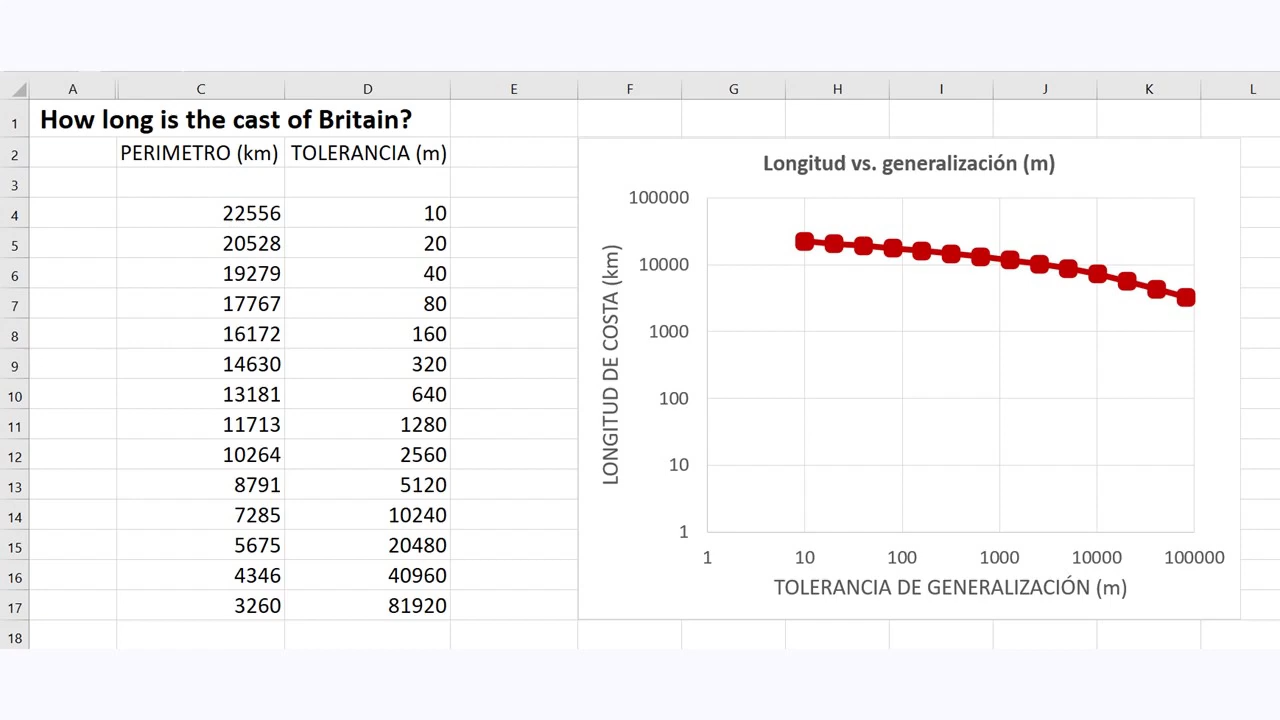 A C D E F G H I J K L
1 How long is the cast of Britain?
2 PERIMETRO (km) TOLERANCIA (m)
3
4 22556 10
5 20528 20
6 19279 40
7 17767 80
8 16172 160
9 14630 320
10 13181 640
11 11713 1280
12 10264 2560
13 8791 5120
14 7285 10240
15 5675 20480
16 4346 40960
17 3260 81920
18
Longitud vs. generalización (m)
LONGITUD DE COSTA (km)
100000
10000
1000
100
10
1
1 10 100 1000 10000 100000
TOLERANCIA DE GENERALIZACIÓN (m)